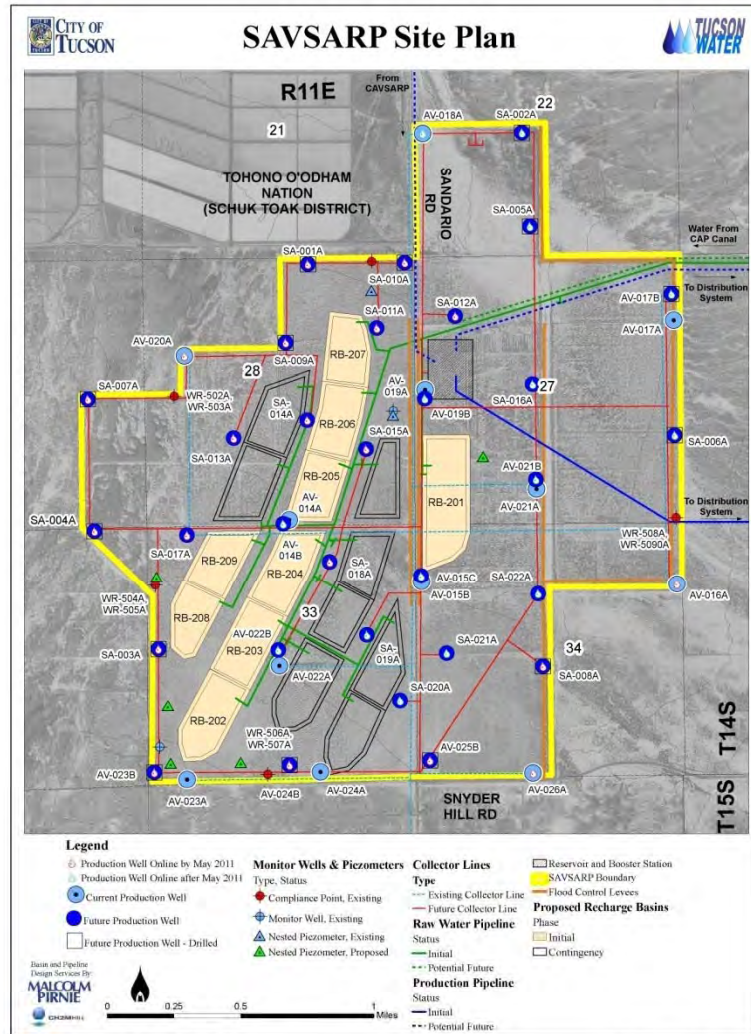 CITY OF
TUCSON
SAVSARP Site Plan
TUCSON
WATER
From
CAVSARP
R11E
22
21
AV-018A
SA-002A
TOHONO O'ODHAM
NATION
(SCHUK TOAK DISTRICT)
SANDARIO
RD
SA-005A
Water From
CAP Canal
SA-001A
SA-010A
To Distribution
System
AV-017B
SA-012A
SA-011A
AV-017A
AV-020A
RB-207
SA-009A
28
AV-
019A
27
SA-007A
WR-502A,
WR-503A
SA-
014A
AV-019B
SA-016A
RB-206
SA-015A
SA-006A
SA-013A
RB-205
AV-021B
AV-
014A
RB-201
AV-021A
To Distribution
System
SA-004A
SA-017A
AV-
014B
WR-508A,
WR-5090A
RB-209
RB-204
SA-
018A
AV-015C
AV-015B
SA-022A
AV-016A
WR-504A,
WR-505A
33
RB-208
AV-022B
RB-203
SA-
019A
SA-021A
34
SA-003A
AV-022A
SA-008A
SA-020A
RB-202
WR-506A,
WR-507A
AV-025B
T14S
AV-023B
AV-023A
AV-024B
AV-024A
AV-026A
SNYDER
HILL RD
T15S
Legend
Production Well Online by May 2011
Production Well Online after May 2011
Current Production Well
Future Production Well
Future Production Well - Drilled
Monitor Wells & Piezometers
Type, Status
Compliance Point, Existing
Monitor Well, Existing
Nested Piezometer, Existing
Nested Piezometer, Proposed
Collector Lines
Type
Existing Collector Line
Future Collector Line
Raw Water Pipeline
Status
Initial
Potential Future
Production Pipeline
Status
Initial
Potential Future
Reservoir and Booster Station
SAVSARP Boundary
Flood Control Levees
Proposed Recharge Basins
Phase
Initial
Contingency
Basin and Pipeline
Design Services By:
MALCOLM
PIRNIE
CH2MHILL
0 0.25 0.5 1
Miles